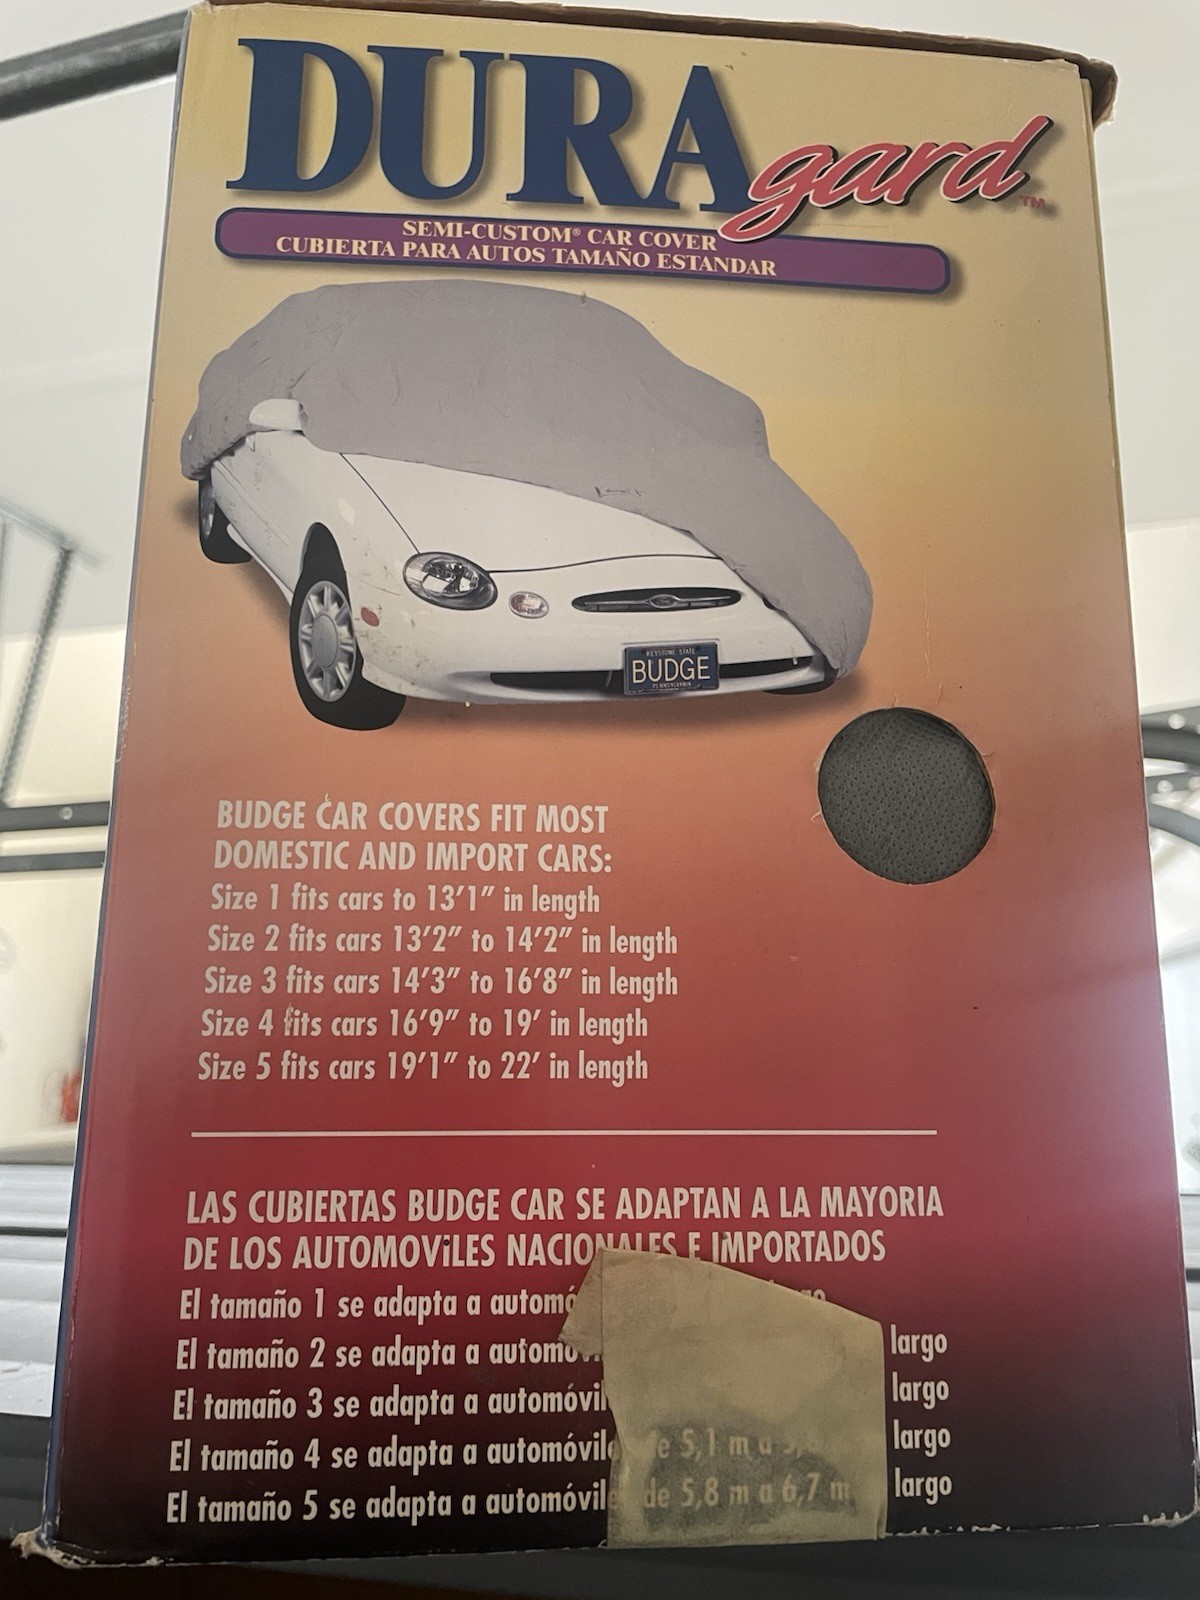 DURAgard™
SEMI-CUSTOM® CAR COVER
CUBIERTA PARA AUTOS TAMAÑO ESTANDAR
KEYSTONE STATE
BUDGE
PENNSYLVANIA
BUDGE CAR COVERS FIT MOST
DOMESTIC AND IMPORT CARS:
Size 1 fits cars to 13'1" in length
Size 2 fits cars 13'2" to 14'2" in length
Size 3 fits cars 14'3" to 16'8" in length
Size 4 fits cars 16'9" to 19' in length
Size 5 fits cars 19'1" to 22' in length
LAS CUBIERTAS BUDGE CAR SE ADAPTAN A LA MAYORIA
DE LOS AUTOMOViLES NACIONALES E IMPORTADOS
El tamaño 1 se adapta a
El tamaño 2 se adapta a largo
El tamaño 3 se adapta a largo
El tamaño 4 se adapta a de 5,1 m a largo
El tamaño 5 se adapta a de 5,8 m a 6,7 m largo